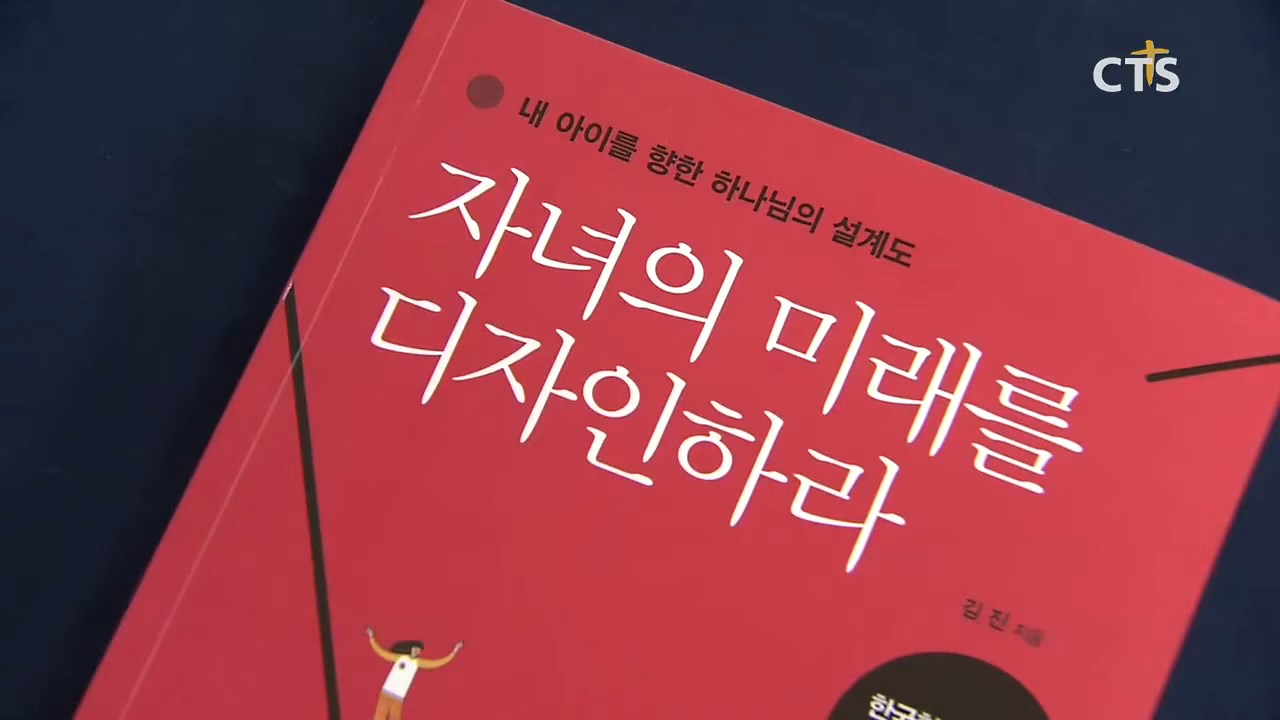 CTS
내 아이를 향한 하나님의 설계도
자녀의 미래를
디자인하라
김 진 지음